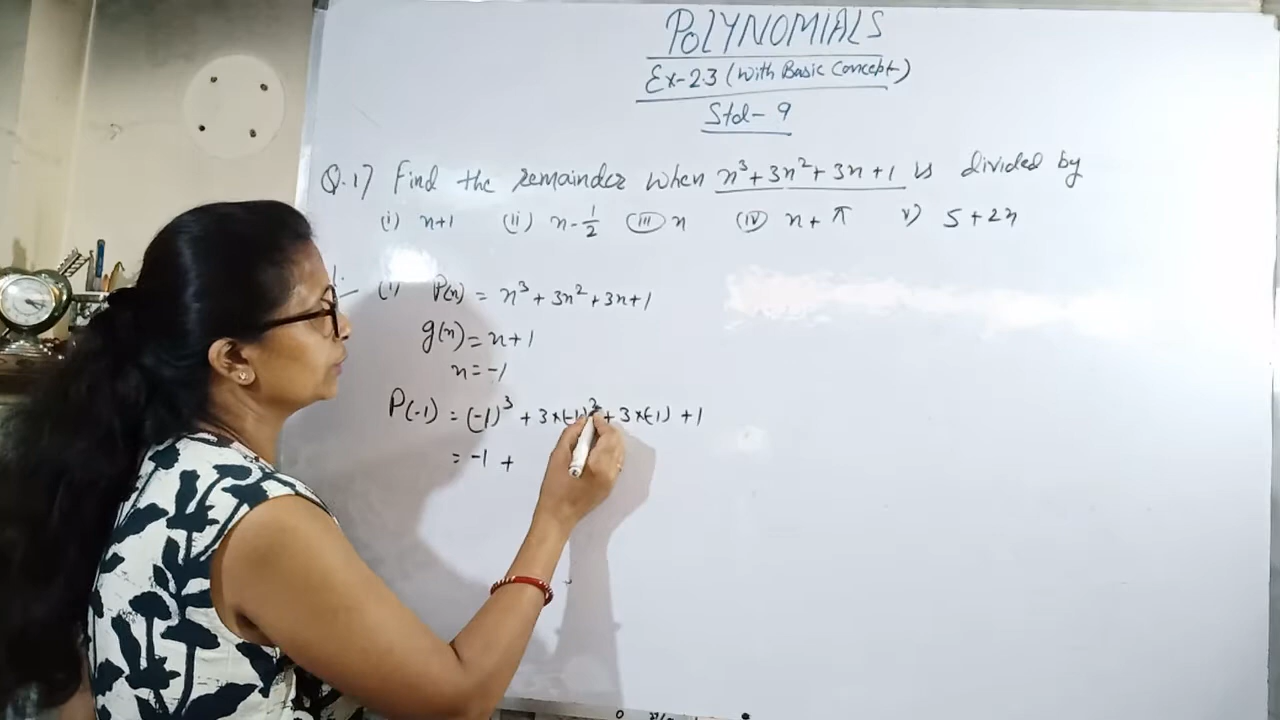 POLYNOMIALS
Ex-2.3 (With Basic Concept)
Std-9
Q.17 Find the remainder when x³+3x²+3x+1 is divided by
(i) x+1 (ii) x-1/2 (iii) x (iv) x+π v) 5+2x
(i) P(x) = x³+3x²+3x+1
g(x) = x+1
x=-1
P(-1) = (-1)³ + 3×(-1)² + 3×(-1) + 1
= -1 +